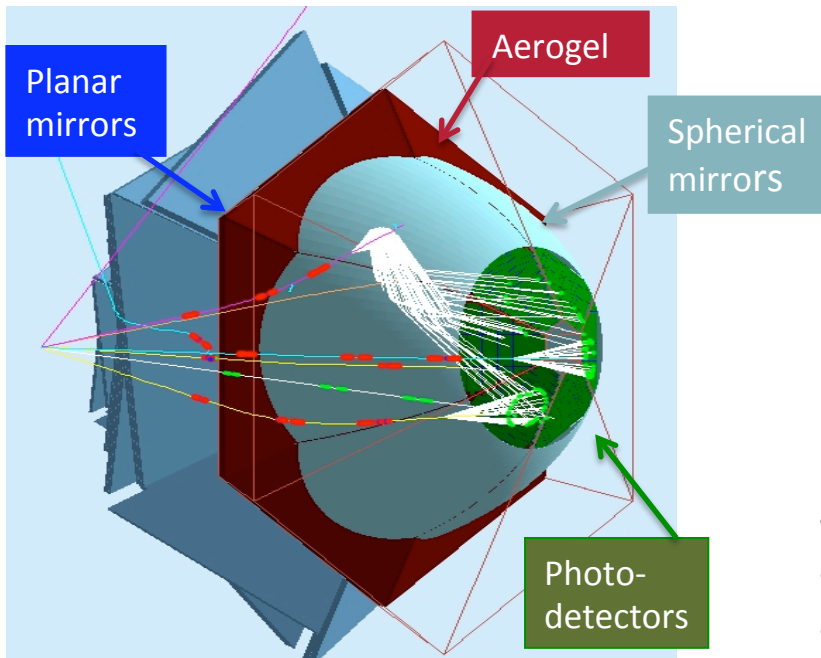 Aerogel
Planar
mirrors
Spherical
mirrors
Photo-
detectors